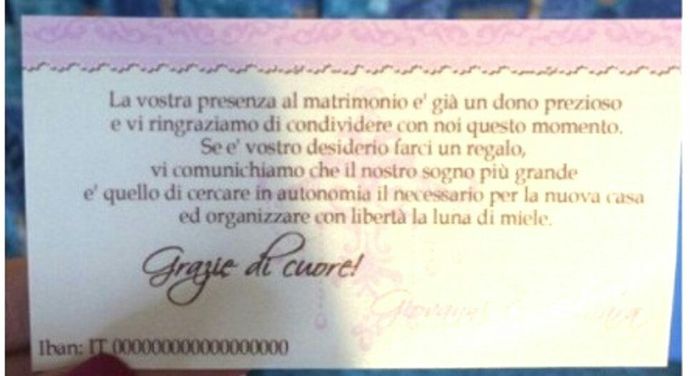 La vostra presenza al matrimonio e' già un dono prezioso
e vi ringraziamo di condividere con noi questo momento.
Se e' vostro desiderio farci un regalo,
vi comunichiamo che il nostro sogno più grande
e' quello di cercare in autonomia il necessario per la nuova casa
ed organizzare con libertà la luna di miele.
Grazie di cuore!
Iban: IT 000000000000000000